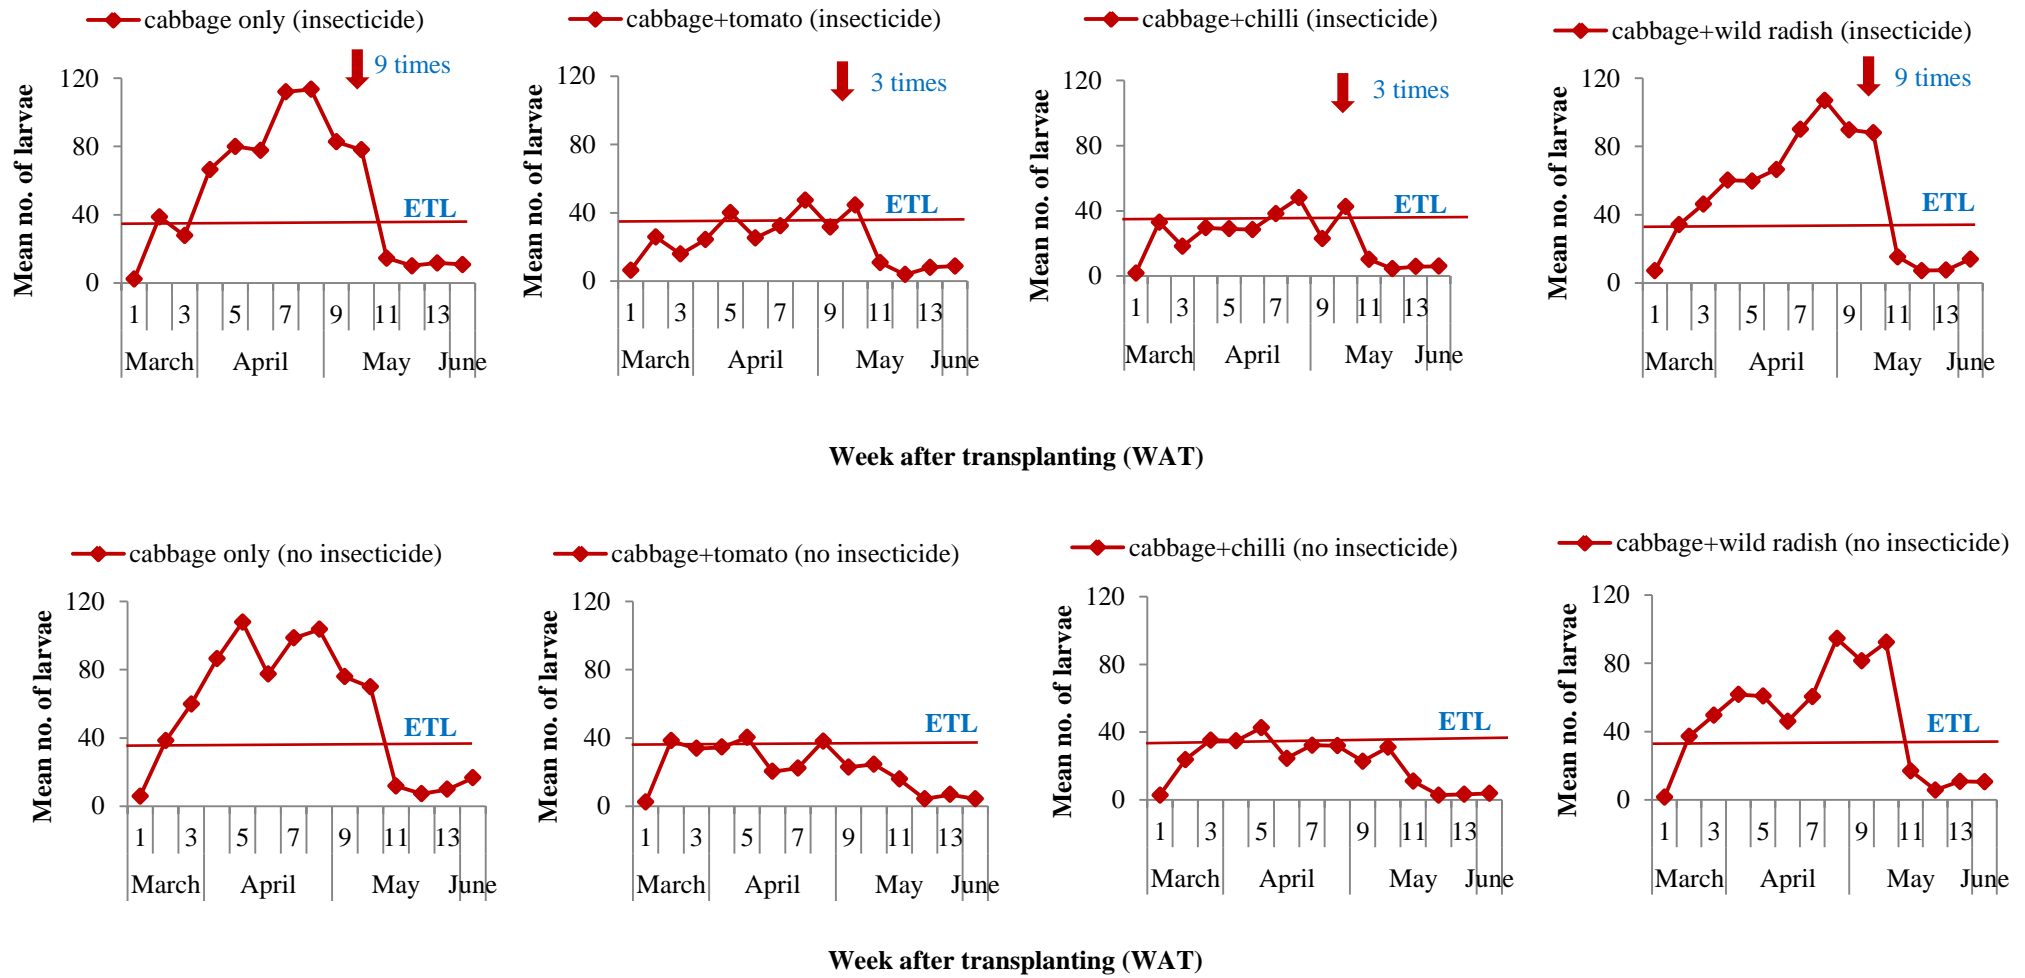 cabbage only (insecticide)
9 times
Mean no. of larvae
120
80
40
0
ETL
1 3 5 7 9 11 13
March April May June
cabbage+tomato (insecticide)
3 times
Mean no. of larvae
120
80
40
0
ETL
1 3 5 7 9 11 13
March April May June
cabbage+chilli (insecticide)
3 times
Mean no. of larvae
120
80
40
0
ETL
1 3 5 7 9 11 13
March April May June
cabbage+wild radish (insecticide)
9 times
Mean no. of larvae
120
80
40
0
ETL
1 3 5 7 9 11 13
March April May June
Week after transplanting (WAT)
cabbage only (no insecticide)
Mean no. of larvae
120
80
40
0
ETL
1 3 5 7 9 11 13
March April May June
cabbage+tomato (no insecticide)
Mean no. of larvae
120
80
40
0
ETL
1 3 5 7 9 11 13
March April May June
cabbage+chilli (no insecticide)
Mean no. of larvae
120
80
40
0
ETL
1 3 5 7 9 11 13
March April May June
cabbage+wild radish (no insecticide)
Mean no. of larvae
120
80
40
0
ETL
1 3 5 7 9 11 13
March April May June
Week after transplanting (WAT)